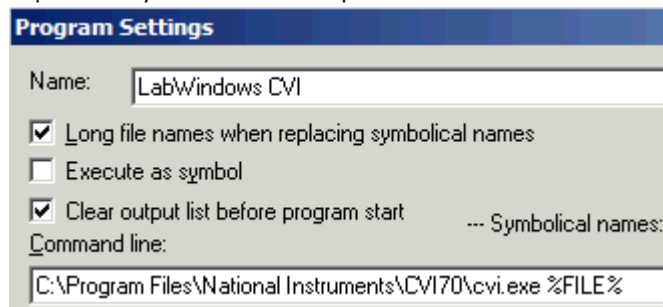 Program Settings
Name: LabWindows CVI
Long file names when replacing symbolical names
Execute as symbol
Clear output list before program start
--- Symbolical names:
Command line:
C:\Program Files\National Instruments\CVI70\cvi.exe %FILE%